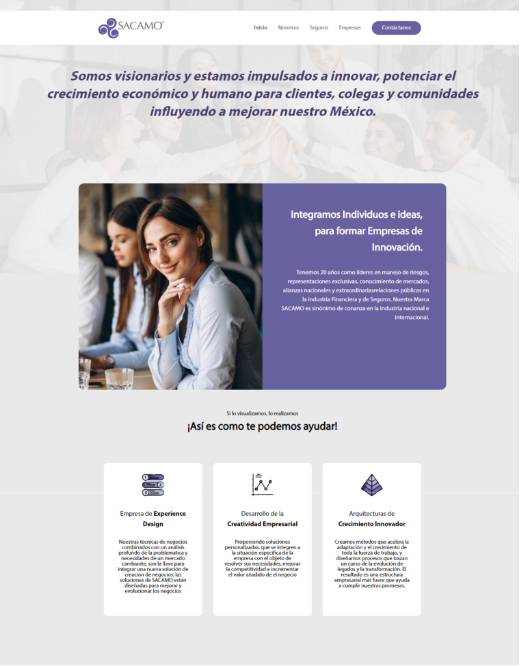 SACAMO®
Inicio Nosotros Seguros Empresas Contáctanos
Somos visionarios y estamos impulsados a innovar, potenciar el
crecimiento económico y humano para clientes, colegas y comunidades
influyendo a mejorar nuestro México.
Integramos Individuos e ideas,
para formar Empresas de
Innovación.
Tenemos 20 años como líderes en manejo de riesgos,
representaciones exclusivas, conocimiento de mercados,
alianzas nacionales y extraordinariasrelaciones públicos en
la Industria Financiera y de Seguros. Nuestra Marca
SACAMO es sinónimo de conanza en la industria nacional e
internacional.
Si lo visualizamos, lo realizamos
¡Así es como te podemos ayudar!
Empresa de Experience
Design
Nuestras técnicas de negocios
combinados con un análisis
profundo de la problemática y
necesidades de un mercado
cambiante, son la llave para
integrar una nueva solución de
creación de negocios, las
soluciones de SACAMO están
diseñadas para mejorar y
evolucionar los negocios
Desarrollo de la
Creatividad Empresarial
Proponiendo soluciones
personalizadas, que se integren a
la situación específica de la
empresa con el objeto de
resolver sus necesidades, mejorar
la competitividad e incrementar
el valor añadido de el negocio
Arquitecturas de
Crecimiento Innovador
Creamos métodos que acelera la
adaptación y el crecimiento de
toda la fuerza de trabajo, y
diseñamos procesos que trazan
un curso de la evolución de
legados y la transformación. El
resultado es una estructura
empresarial más fuerte que ayuda
a cumplir nuestras promesas.